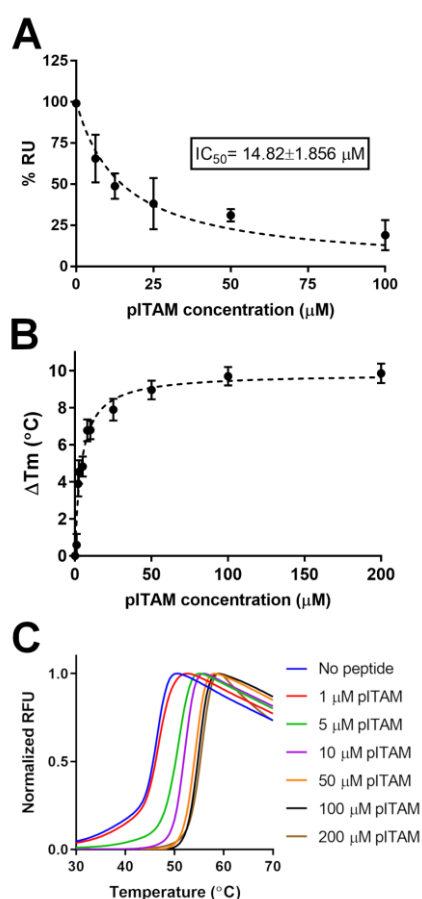 A
% RU
125
100
75
50
25
0
IC50= 14.82±1.856 μM
0
25
50
75
100
pITAM concentration (μM)
B
ΔTm (°C)
10
8
6
4
2
0
0
50
100
150
200
pITAM concentration (μM)
C
Normalized RFU
1.0
0.5
0.0
30
40
50
60
70
Temperature (°C)
No peptide
1 μM pITAM
5 μM pITAM
10 μM pITAM
50 μM pITAM
100 μM pITAM
200 μM pITAM